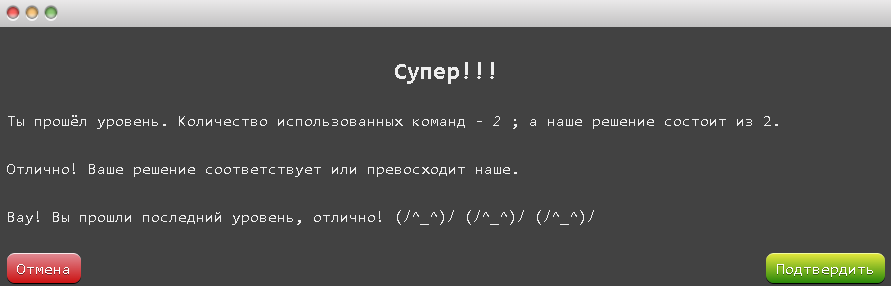 Супер!!!
Ты прошёл уровень. Количество использованных команд - 2 ; а наше решение состоит из 2.
Отлично! Ваше решение соответствует или превосходит наше.
Вау! Вы прошли последний уровень, отлично! (/^_^)/ (/^_^)/ (/^_^)/
Отмена
Подтвердить